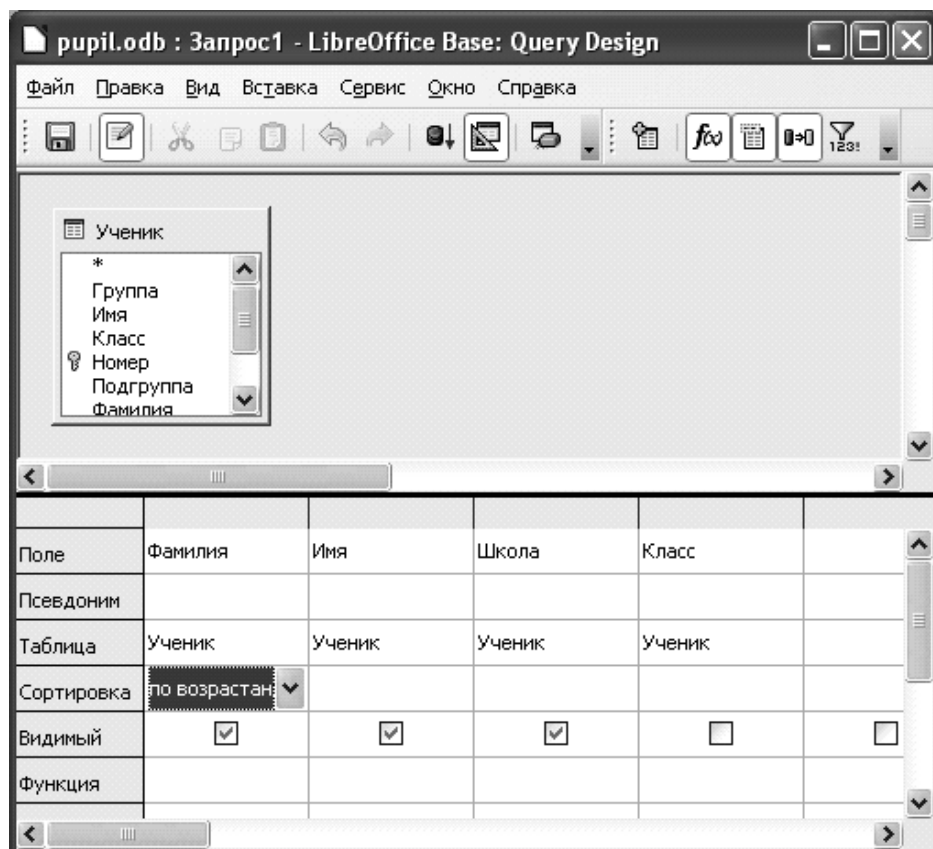 pupil.odb : Запрос1 - LibreOffice Base: Query Design
Файл Правка Вид Вставка Сервис Окно Справка
f(x) 123!
Ученик
*
Группа
Имя
Класс
Номер
Подгруппа
Фамилия
Поле Фамилия Имя Школа Класс
Псевдоним
Таблица Ученик Ученик Ученик Ученик
Сортировка по возрастан
Видимый
Функция